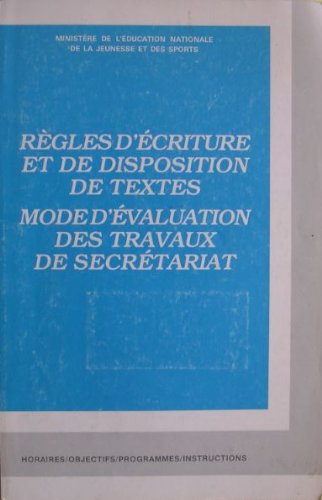 MINISTÈRE DE L'ÉDUCATION NATIONALE
DE LA JEUNESSE ET DES SPORTS
RÈGLES D'ÉCRITURE
ET DE DISPOSITION
DE TEXTES
MODE D'ÉVALUATION
DES TRAVAUX
DE SECRÉTARIAT
HORAIRES/OBJECTIFS/PROGRAMMES/INSTRUCTIONS